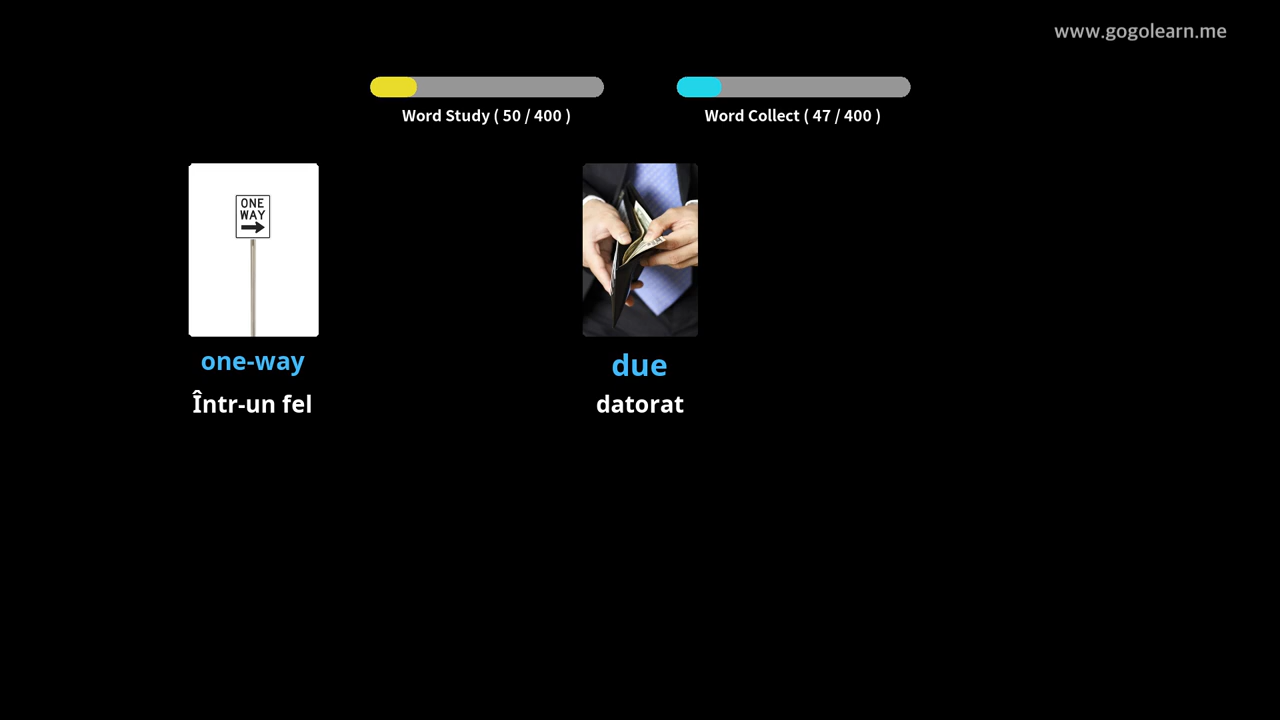 www.gogolearn.me
Word Study ( 50 / 400 )
Word Collect ( 47 / 400 )
ONE
WAY
one-way
Într-un fel
due
datorat